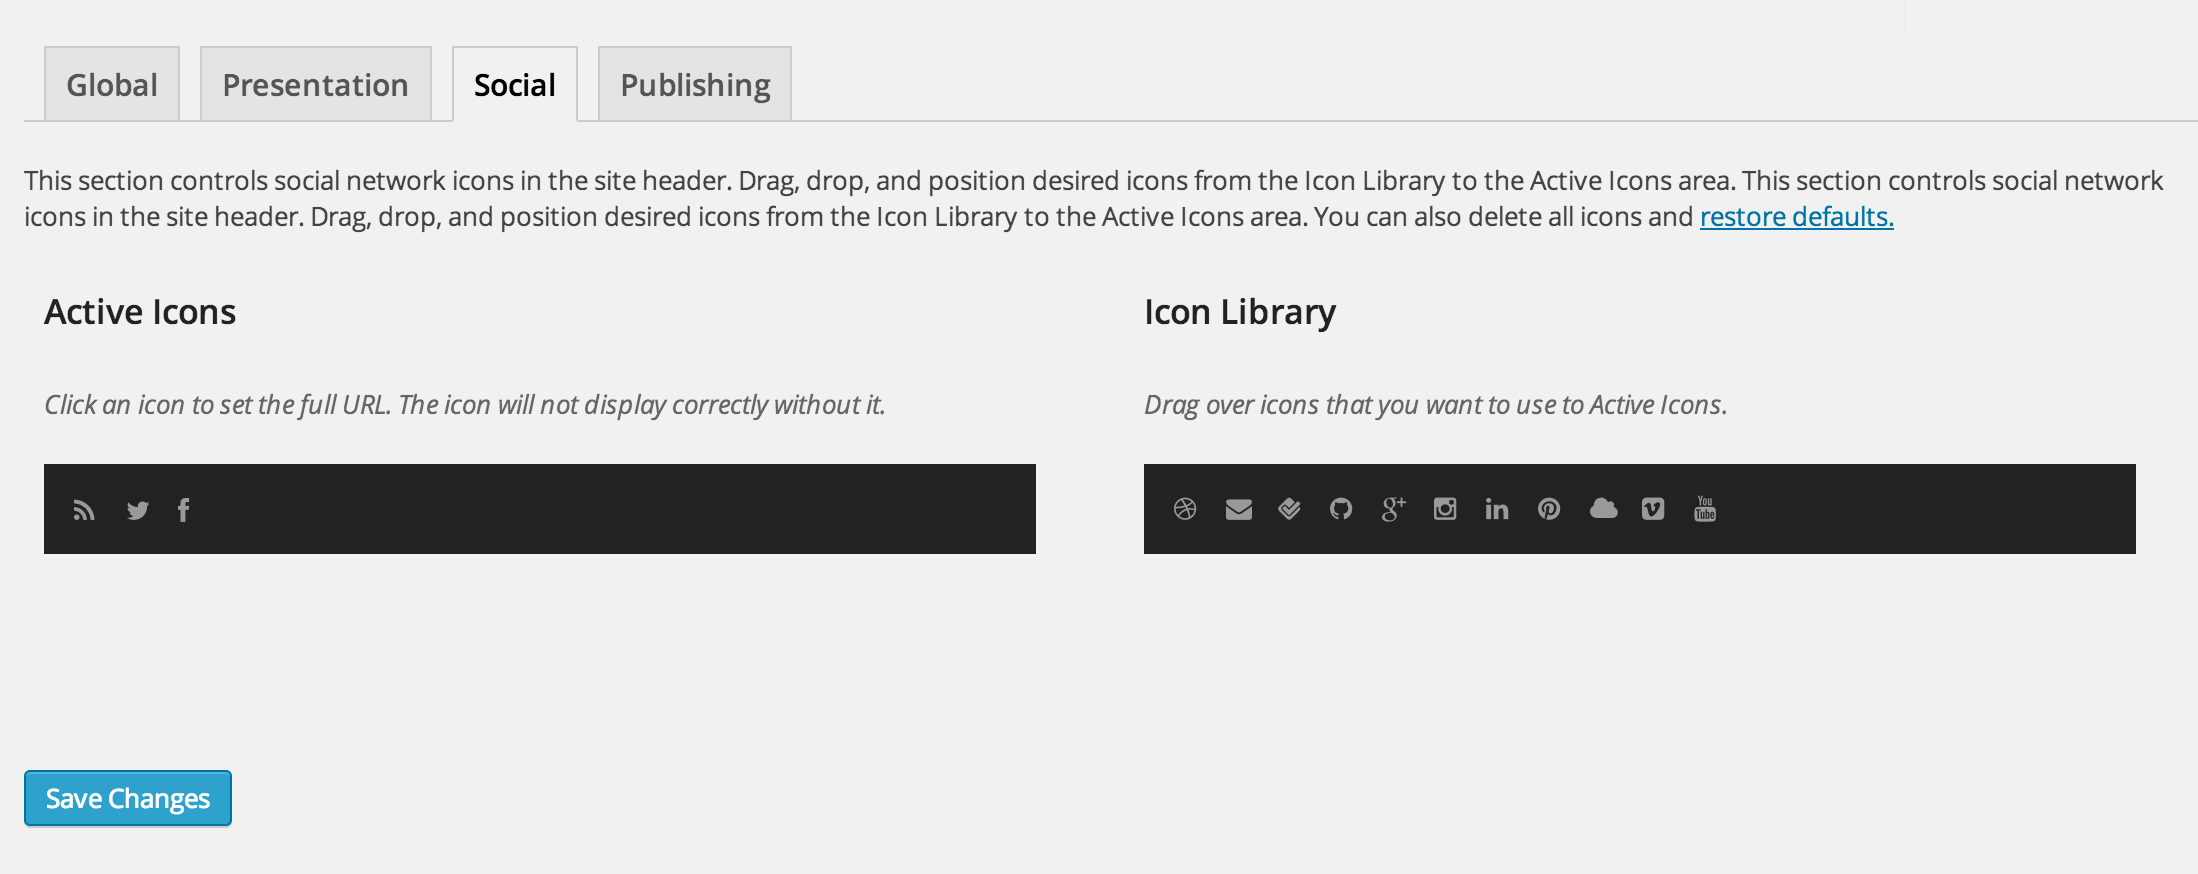 Global
Presentation
Social
Publishing
This section controls social network icons in the site header. Drag, drop, and position desired icons from the Icon Library to the Active Icons area. This section controls social network
icons in the site header. Drag, drop, and position desired icons from the Icon Library to the Active Icons area. You can also delete all icons and restore defaults.
Active Icons
Icon Library
Click an icon to set the full URL. The icon will not display correctly without it.
Drag over icons that you want to use to Active Icons.
f
g+
in
You
Tube
Save Changes